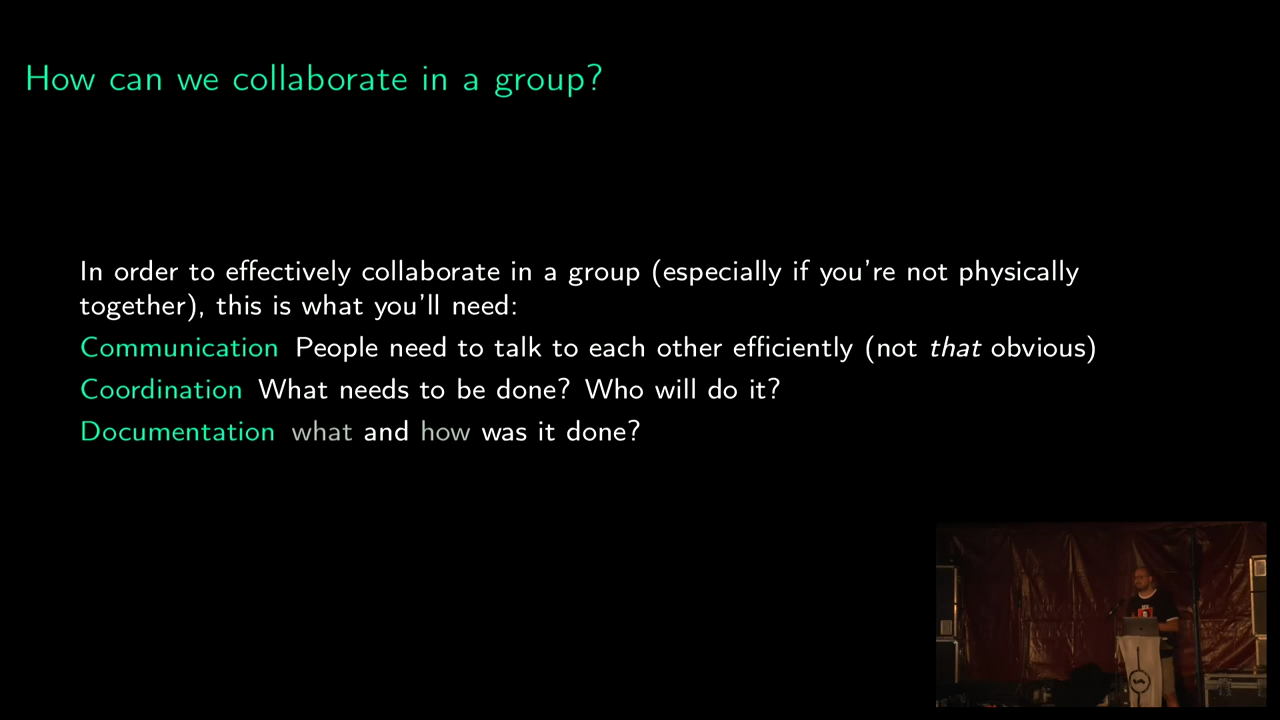 How can we collaborate in a group?
In order to effectively collaborate in a group (especially if you're not physically
together), this is what you'll need:
Communication People need to talk to each other efficiently (not that obvious)
Coordination What needs to be done? Who will do it?
Documentation what and how was it done?